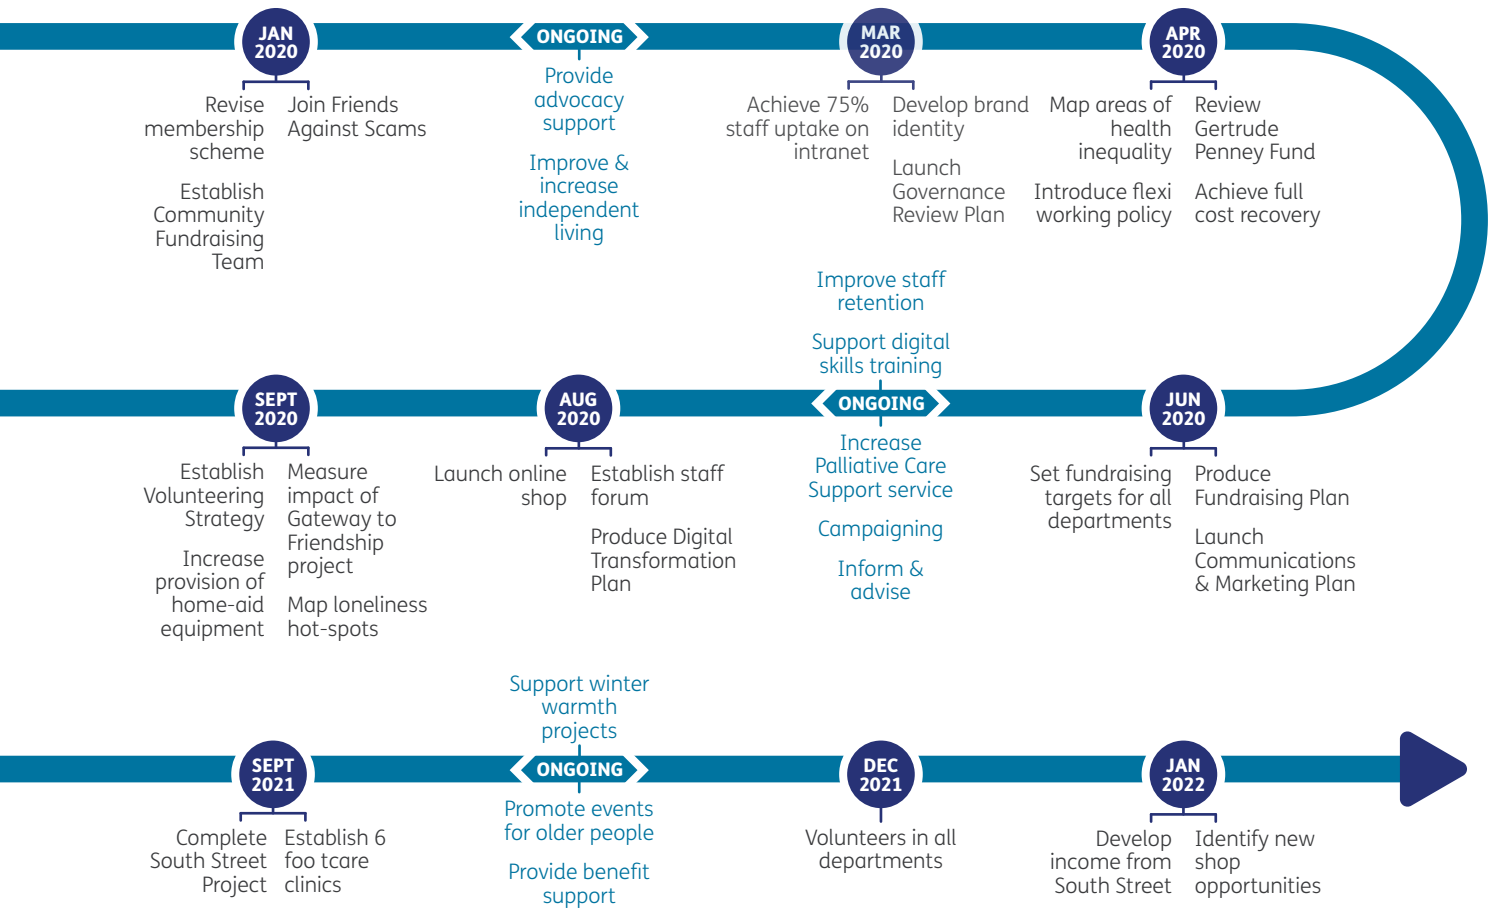 JAN
2020
Revise
membership
scheme
Establish
Community
Fundraising
Team
Join Friends
Against Scams
ONGOING
Provide
advocacy
support
Improve &
increase
independent
living
MAR
2020
Achieve 75%
staff uptake on
intranet
Develop brand
identity
Launch
Governance
Review Plan
APR
2020
Map areas of
health
inequality
Introduce flexi
working policy
Review
Gertrude
Penney Fund
Achieve full
cost recovery
JUN
2020
Set fundraising
targets for all
departments
Produce
Fundraising Plan
Launch
Communications
& Marketing Plan
Improve staff
retention
Support digital
skills training
ONGOING
Increase
Palliative Care
Support service
Campaigning
Inform &
advise
AUG
2020
Launch online
shop
Establish staff
forum
Produce Digital
Transformation
Plan
SEPT
2020
Establish
Volunteering
Strategy
Increase
provision of
home-aid
equipment
Measure
impact of
Gateway to
Friendship
project
Map loneliness
hot-spots
SEPT
2021
Complete
South Street
Project
Establish 6
foo tcare
clinics
Support winter
warmth
projects
ONGOING
Promote events
for older people
Provide benefit
support
DEC
2021
Volunteers in all
departments
JAN
2022
Develop
income from
South Street
Identify new
shop
opportunities